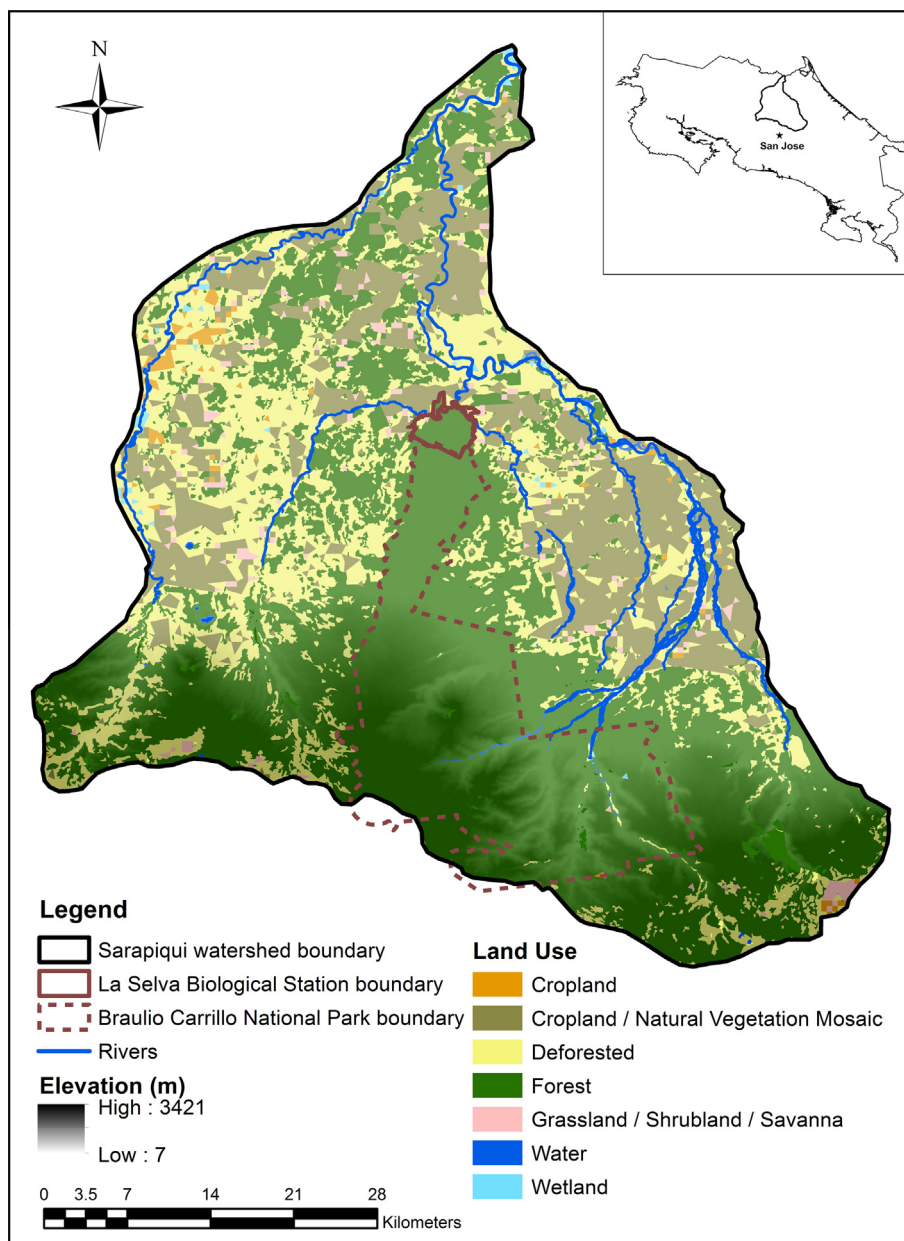 N
San Jose
Legend
Sarapiqui watershed boundary
La Selva Biological Station boundary
Braulio Carrillo National Park boundary
Rivers
Elevation (m)
High : 3421
Low : 7
0 3.5 7 14 21 28
Kilometers
Land Use
Cropland
Cropland / Natural Vegetation Mosaic
Deforested
Forest
Grassland / Shrubland / Savanna
Water
Wetland